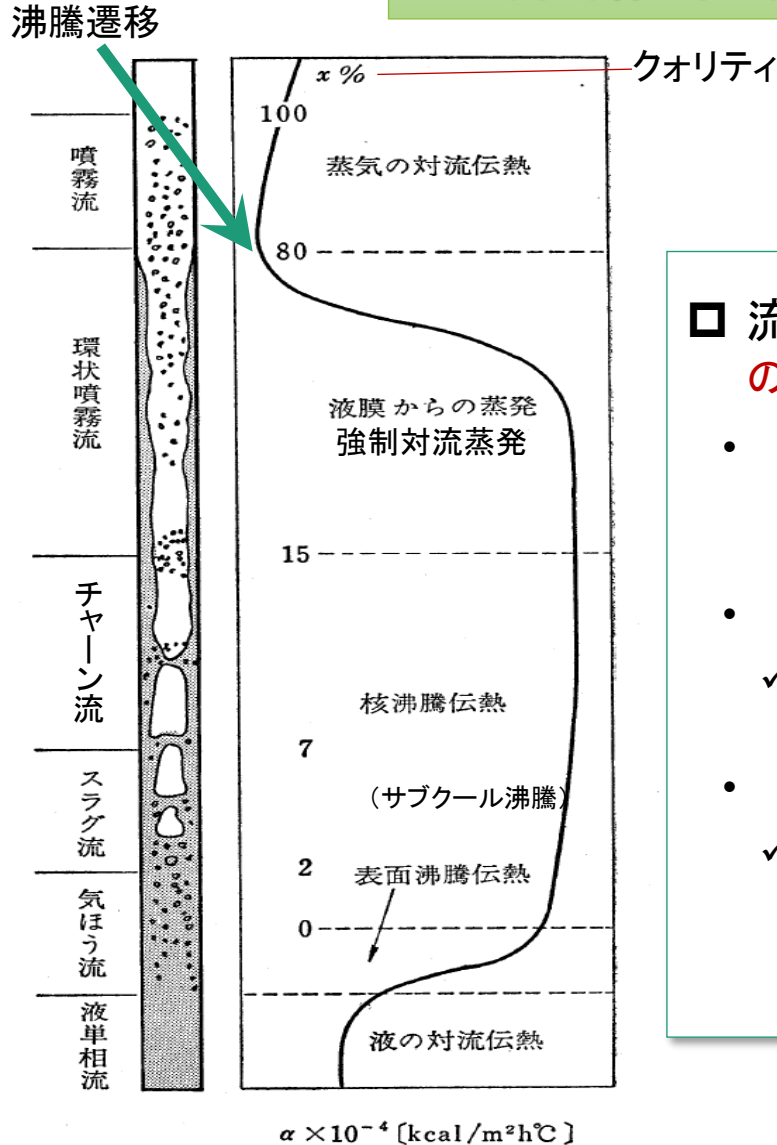 沸騰遷移
x %
クォリティ
100
噴霧流
蒸気の対流伝熱
80
環状噴霧流
液膜からの蒸発
強制対流蒸発
15
チャーン流
核沸騰伝熱
7
(サブクール沸騰)
スラグ流
2
表面沸騰伝熱
気ほう流
0
液単相流
液の対流伝熱
α × 10⁻⁴ [kcal/m²h℃]
流
の